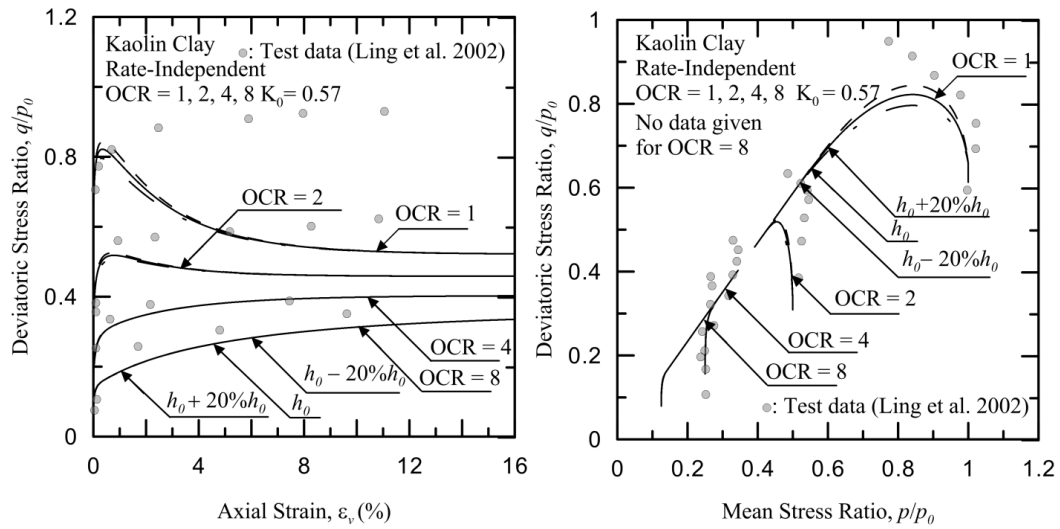 Kaolin Clay
: Test data (Ling et al. 2002)
Rate-Independent
OCR = 1, 2, 4, 8 K₀ = 0.57
OCR = 2
OCR = 1
OCR = 4
OCR = 8
h₀ − 20%h₀
h₀
h₀ + 20%h₀
1.2
0.8
0.4
0
0
4
8
12
16
Deviatoric Stress Ratio, q/p₀
Axial Strain, εᵥ (%)
Kaolin Clay
Rate-Independent
OCR = 1, 2, 4, 8 K₀ = 0.57
No data given
for OCR = 8
OCR = 1
h₀+20%h₀
h₀
h₀ − 20%h₀
OCR = 2
OCR = 4
OCR = 8
: Test data (Ling et al. 2002)
1
0.8
0.6
0.4
0.2
0
0
0.2
0.4
0.6
0.8
1
1.2
Deviatoric Stress Ratio, q/p₀
Mean Stress Ratio, p/p₀